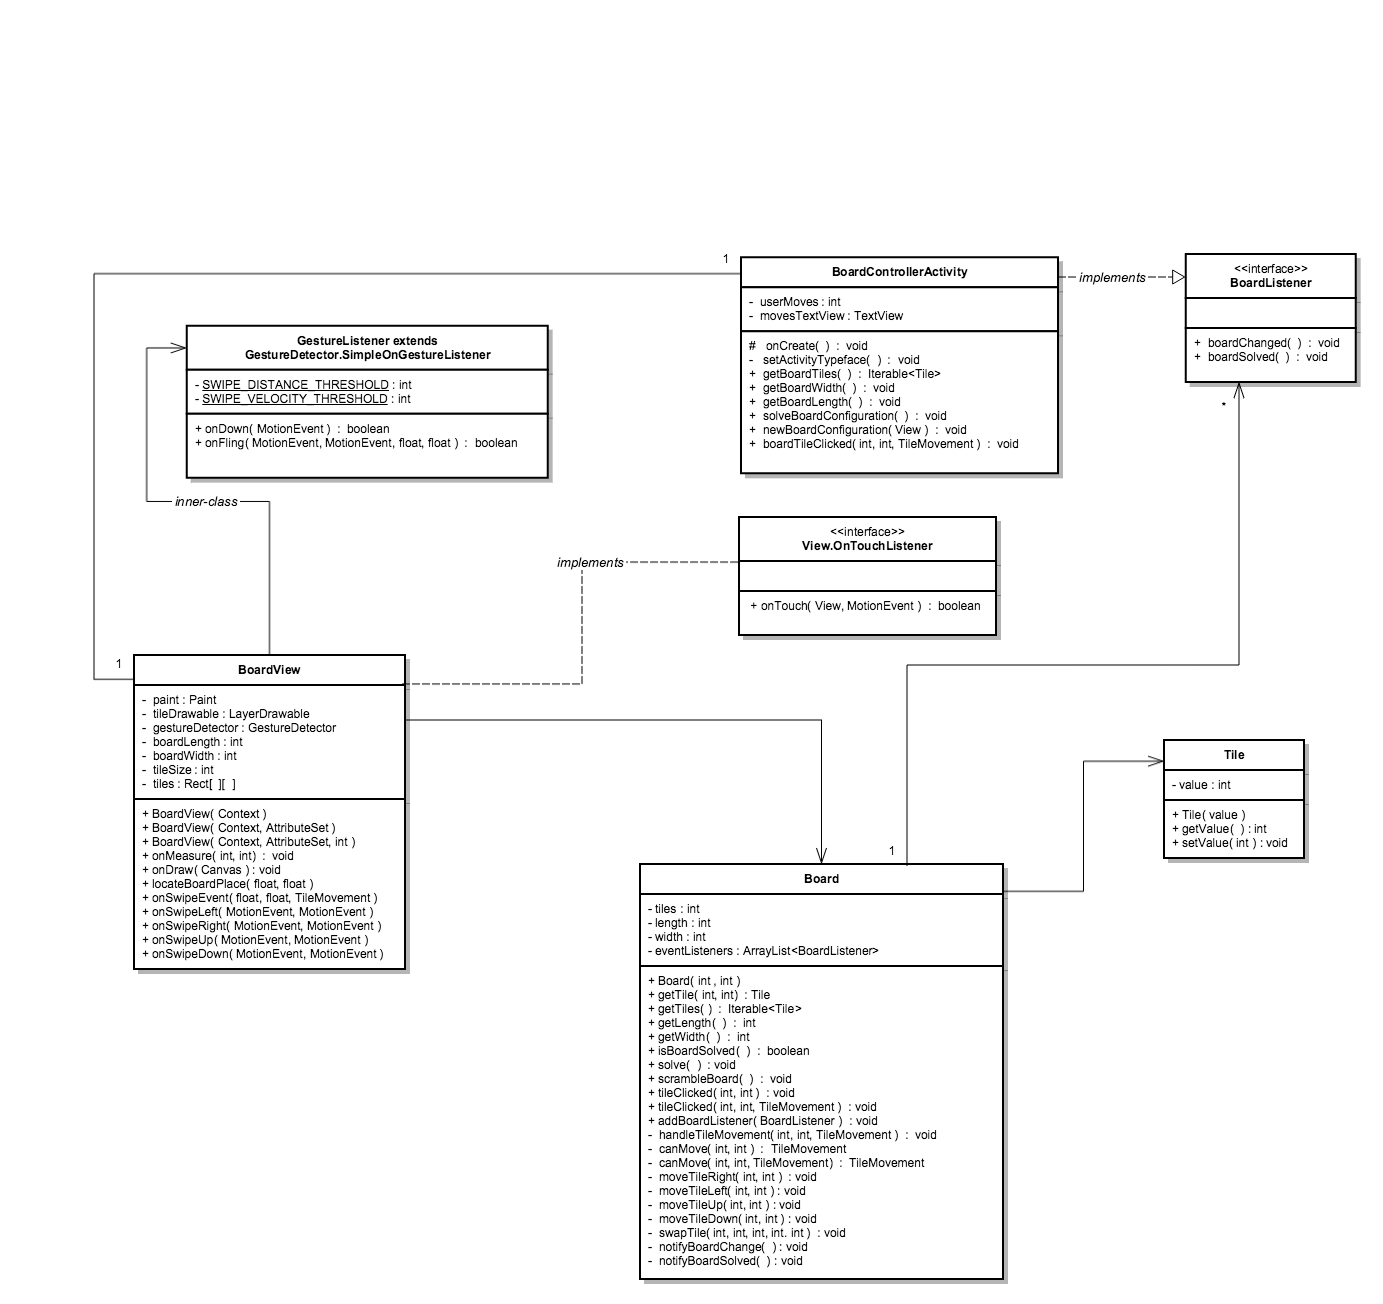 1
BoardControllerActivity
- userMoves : int
- movesTextView : TextView
# onCreate( ) : void
- setActivityTypeface( ) : void
+ getBoardTiles( ) : Iterable<Tile>
+ getBoardWidth( ) : void
+ getBoardLength( ) : void
+ solveBoardConfiguration( ) : void
+ newBoardConfiguration( View ) : void
+ boardTileClicked( int, int, TileMovement ) : void
implements
<<interface>>
BoardListener
+ boardChanged( ) : void
+ boardSolved( ) : void
*
GestureListener extends
GestureDetector.SimpleOnGestureListener
- SWIPE_DISTANCE_THRESHOLD : int
- SWIPE_VELOCITY_THRESHOLD : int
+ onDown( MotionEvent ) : boolean
+ onFling( MotionEvent, MotionEvent, float, float ) : boolean
inner-class
<<interface>>
View.OnTouchListener
+ onTouch( View, MotionEvent ) : boolean
implements
1
BoardView
- paint : Paint
- tileDrawable : LayerDrawable
- gestureDetector : GestureDetector
- boardLength : int
- boardWidth : int
- tileSize : int
- tiles : Rect[ ][ ]
+ BoardView( Context )
+ BoardView( Context, AttributeSet )
+ BoardView( Context, AttributeSet, int )
+ onMeasure( int, int) : void
+ onDraw( Canvas ) : void
+ locateBoardPlace( float, float )
+ onSwipeEvent( float, float, TileMovement )
+ onSwipeLeft( MotionEvent, MotionEvent )
+ onSwipeRight( MotionEvent, MotionEvent )
+ onSwipeUp( MotionEvent, MotionEvent )
+ onSwipeDown( MotionEvent, MotionEvent )
Tile
- value : int
+ Tile( value )
+ getValue( ) : int
+ setValue( int ) : void
1
Board
- tiles : int
- length : int
- width : int
- eventListeners : ArrayList<BoardListener>
+ Board( int , int )
+ getTile( int, int) : Tile
+ getTiles( ) : Iterable<Tile>
+ getLength( ) : int
+ getWidth( ) : int
+ isBoardSolved( ) : boolean
+ solve( ) : void
+ scrambleBoard( ) : void
+ tileClicked( int, int ) : void
+ tileClicked( int, int, TileMovement ) : void
+ addBoardListener( BoardListener ) : void
- handleTileMovement( int, int, TileMovement ) : void
- canMove( int, int ) : TileMovement
- canMove( int, int, TileMovement) : TileMovement
- moveTileRight( int, int ) : void
- moveTileLeft( int, int ) : void
- moveTileUp( int, int ) : void
- moveTileDown( int, int ) : void
- swapTile( int, int, int, int. int ) : void
- notifyBoardChange( ) : void
- notifyBoardSolved( ) : void